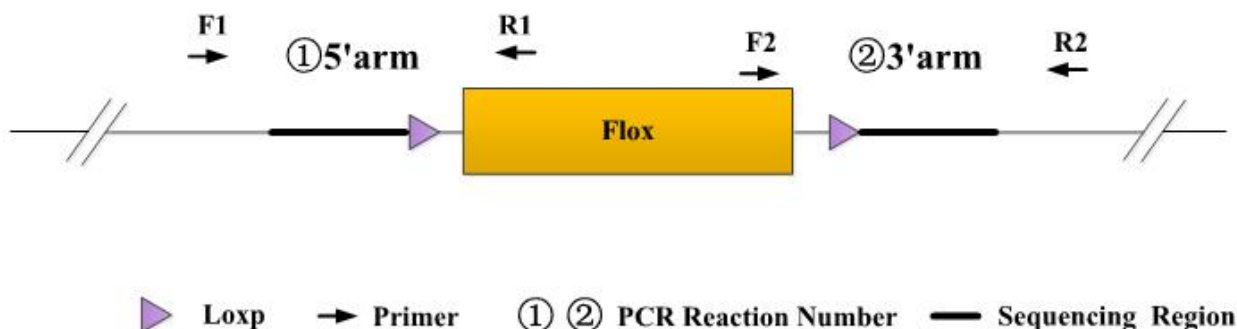 F1 ①5'arm R1 F2 ②3'arm R2
Flox
Loxp Primer ① ② PCR Reaction Number Sequencing Region